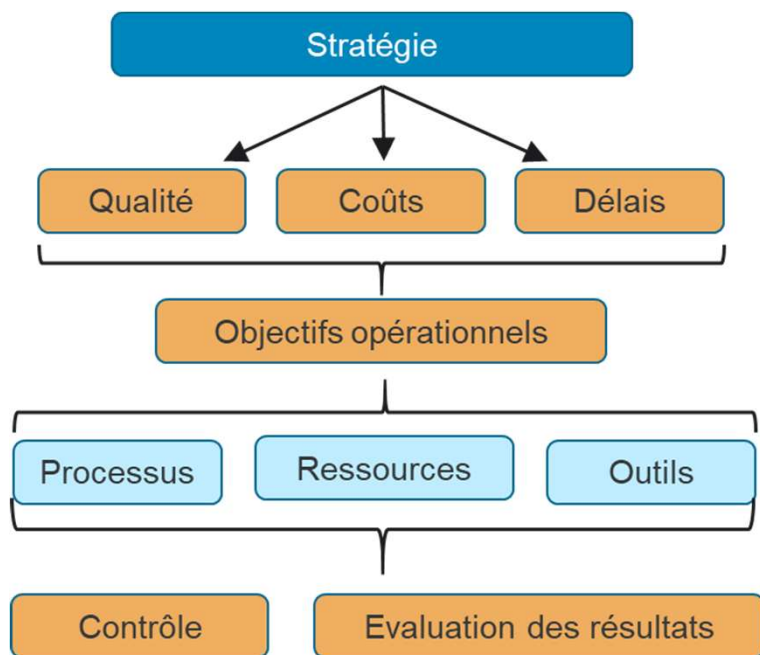 Stratégie
Qualité
Coûts
Délais
Objectifs opérationnels
Processus
Ressources
Outils
Contrôle
Evaluation des résultats